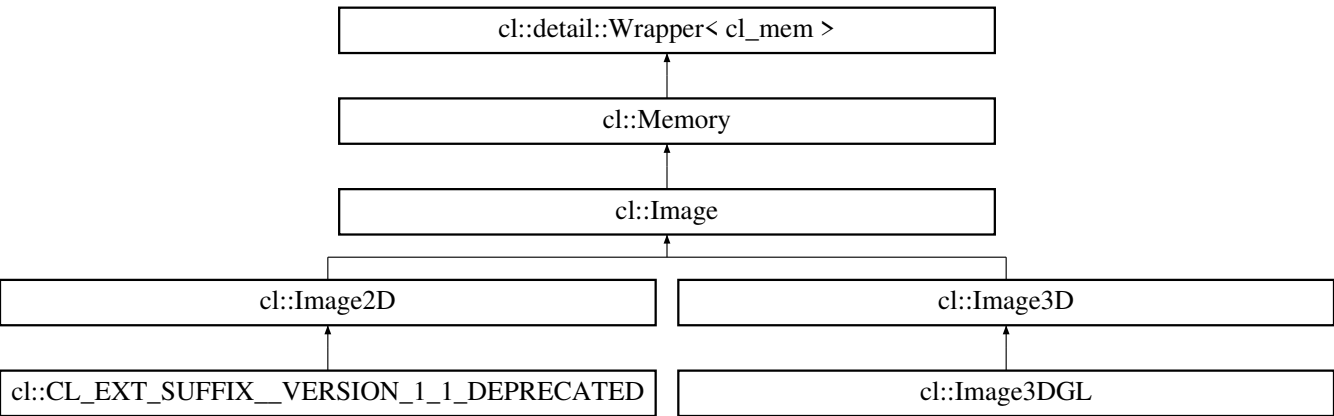 cl::detail::Wrapper< cl_mem >
cl::Memory
cl::Image
cl::Image2D
cl::Image3D
cl::CL_EXT_SUFFIX__VERSION_1_1_DEPRECATED
cl::Image3DGL